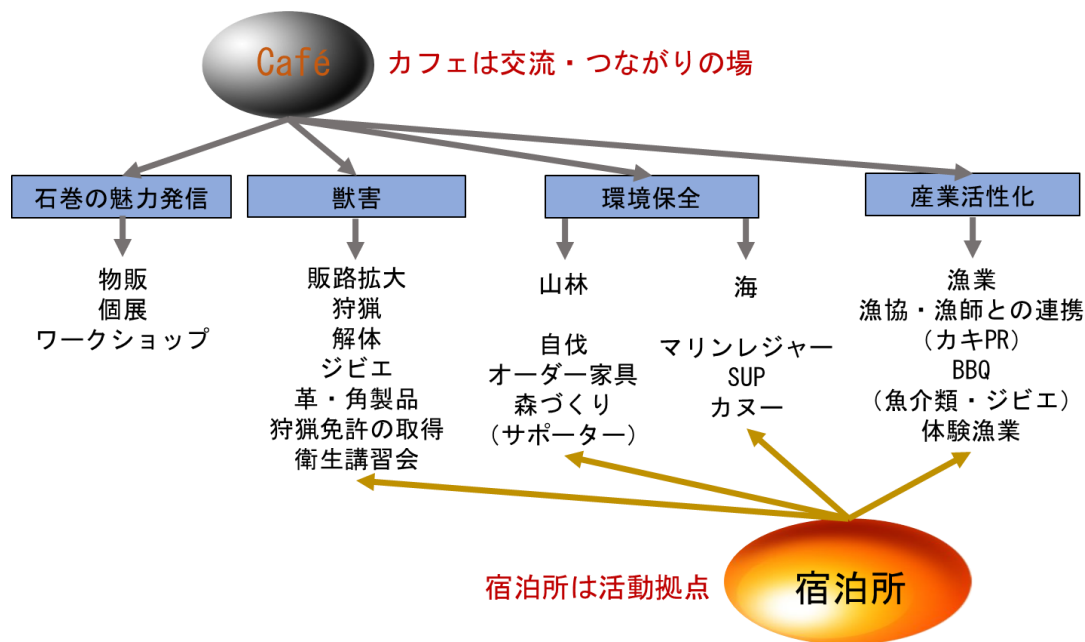 Café
カフェは交流・つながりの場
石巻の魅力発信
獣害
環境保全
産業活性化
物販
個展
ワークショップ
販路拡大
狩猟
解体
ジビエ
革・角製品
狩猟免許の取得
衛生講習会
山林
自伐
オーダー家具
森づくり
（サポーター）
海
マリンレジャー
SUP
カヌー
漁業
漁協・漁師との連携
（カキPR）
BBQ
（魚介類・ジビエ）
体験漁業
宿泊所は活動拠点
宿泊所